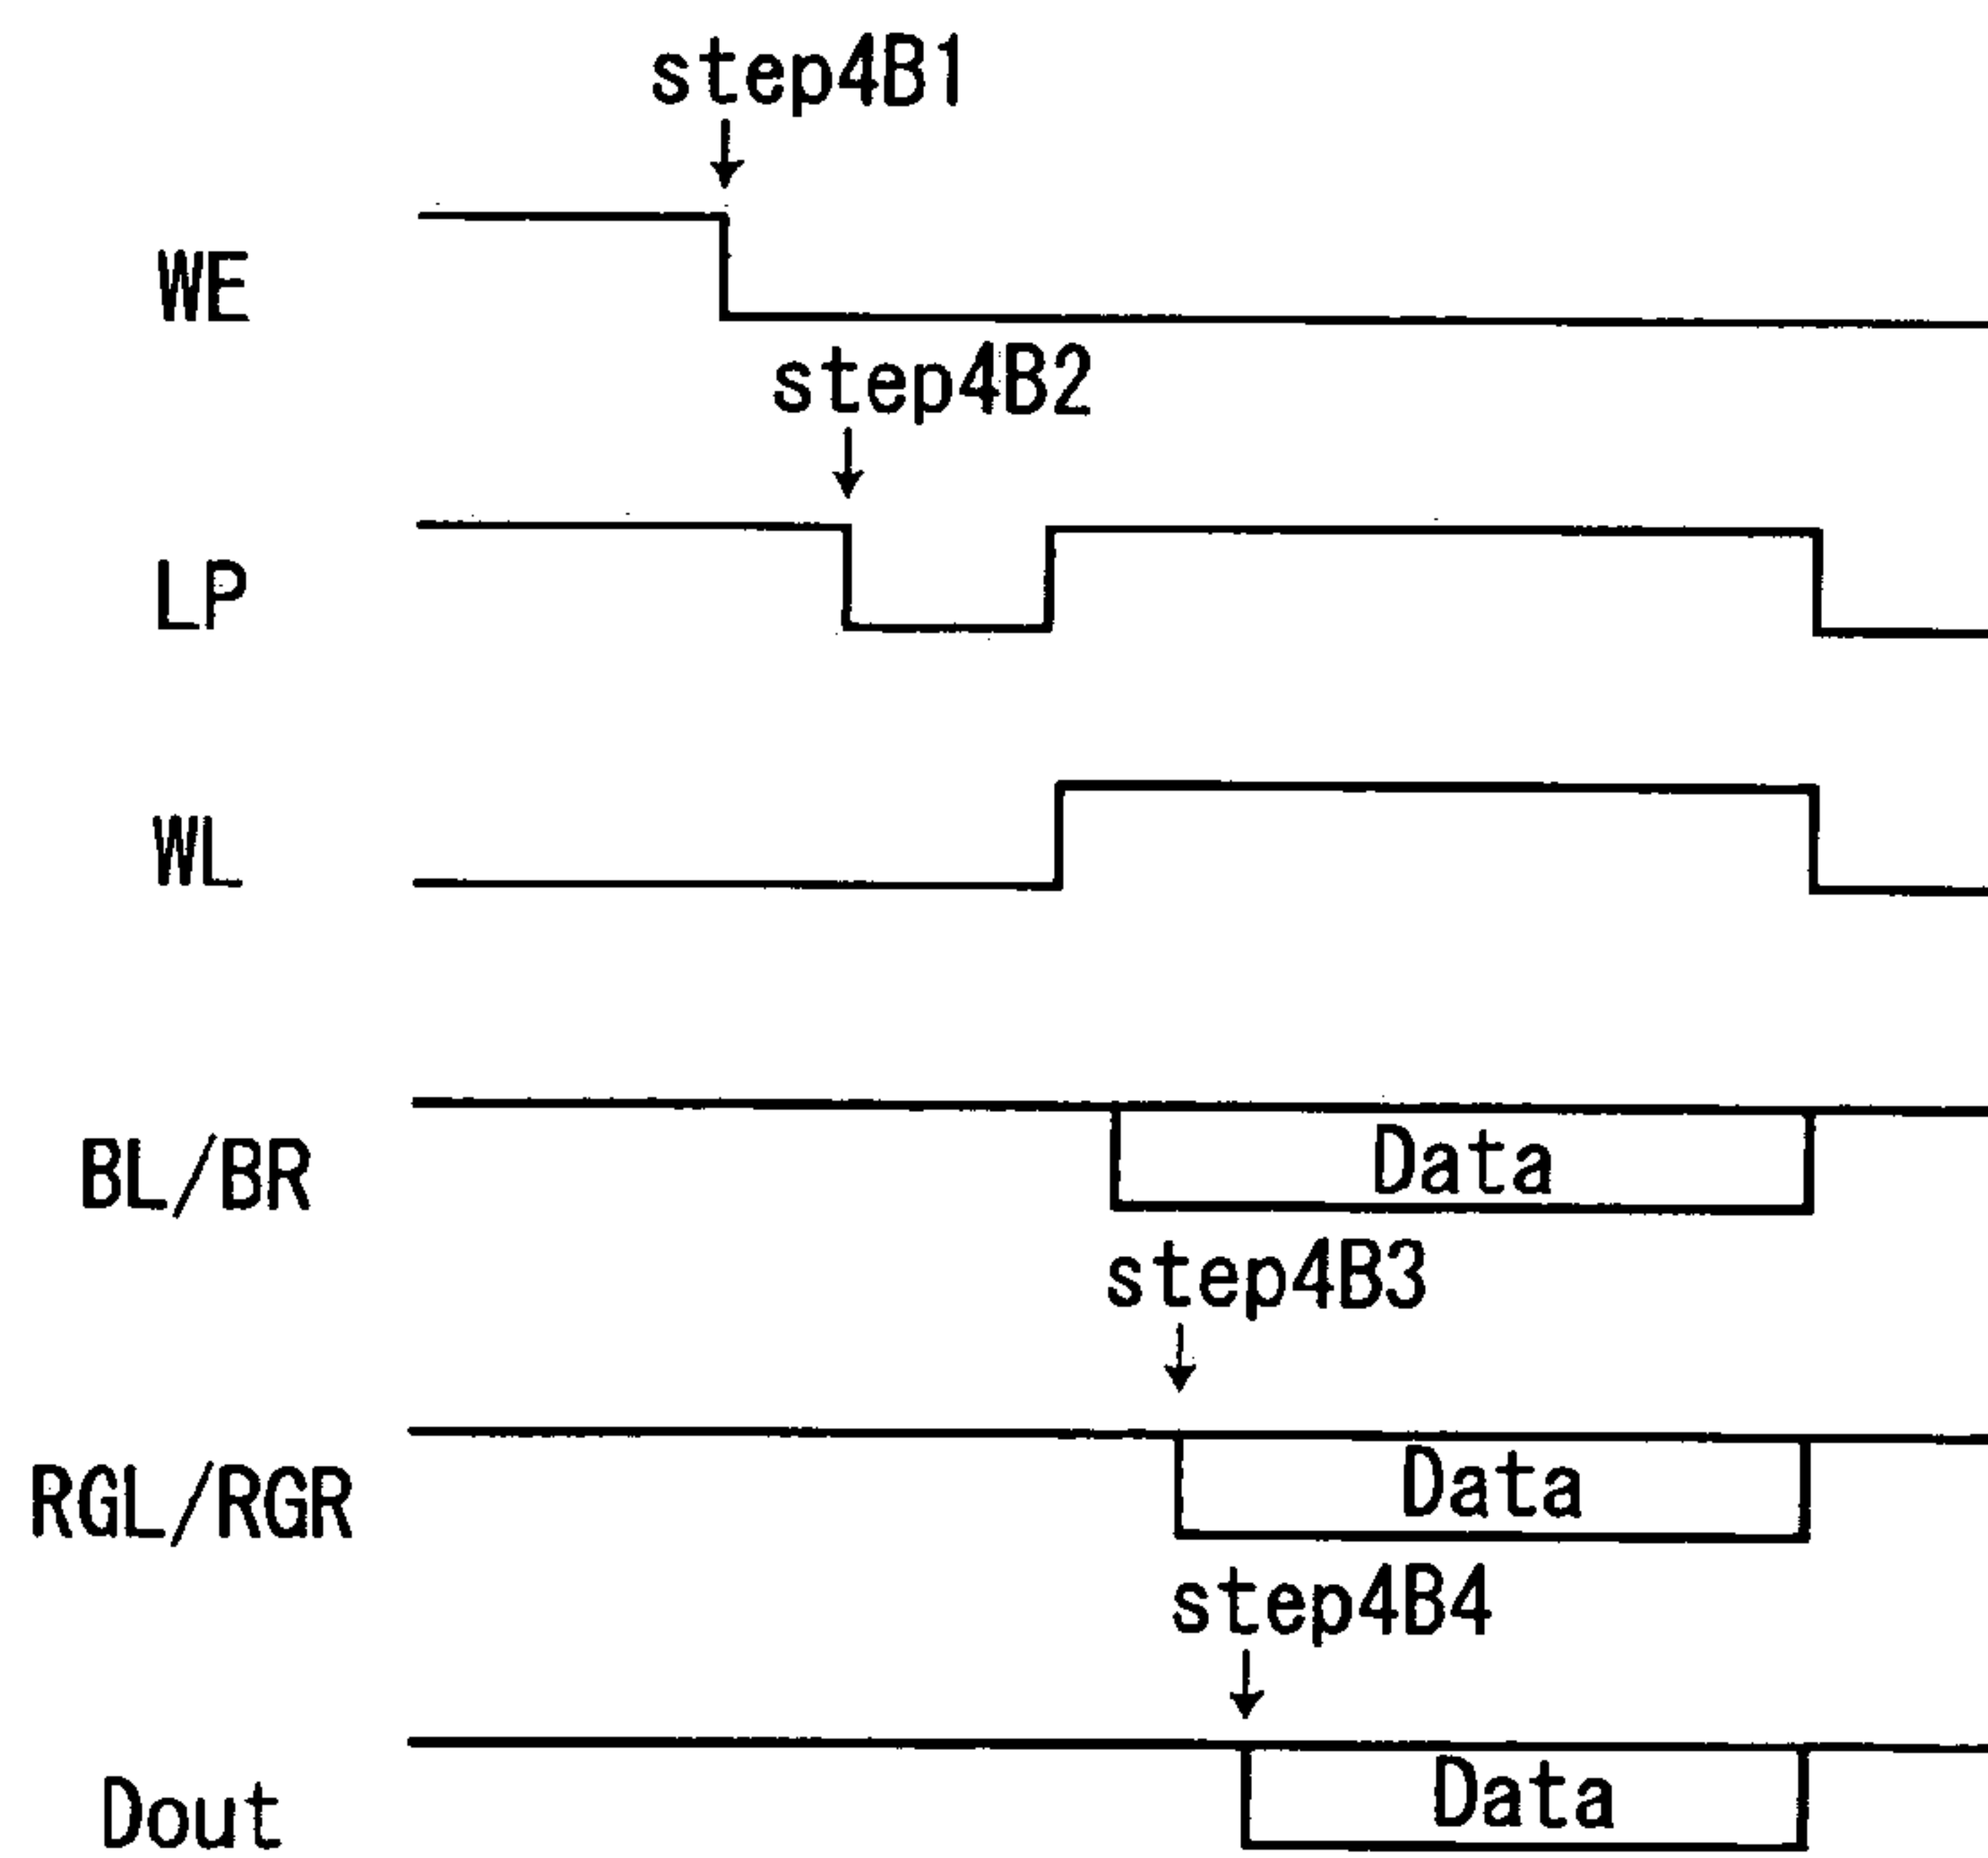 step4B1
WE
step4B2
LP
WL
BL/BR
Data
step4B3
RGL/RGR
Data
step4B4
Dout
Data